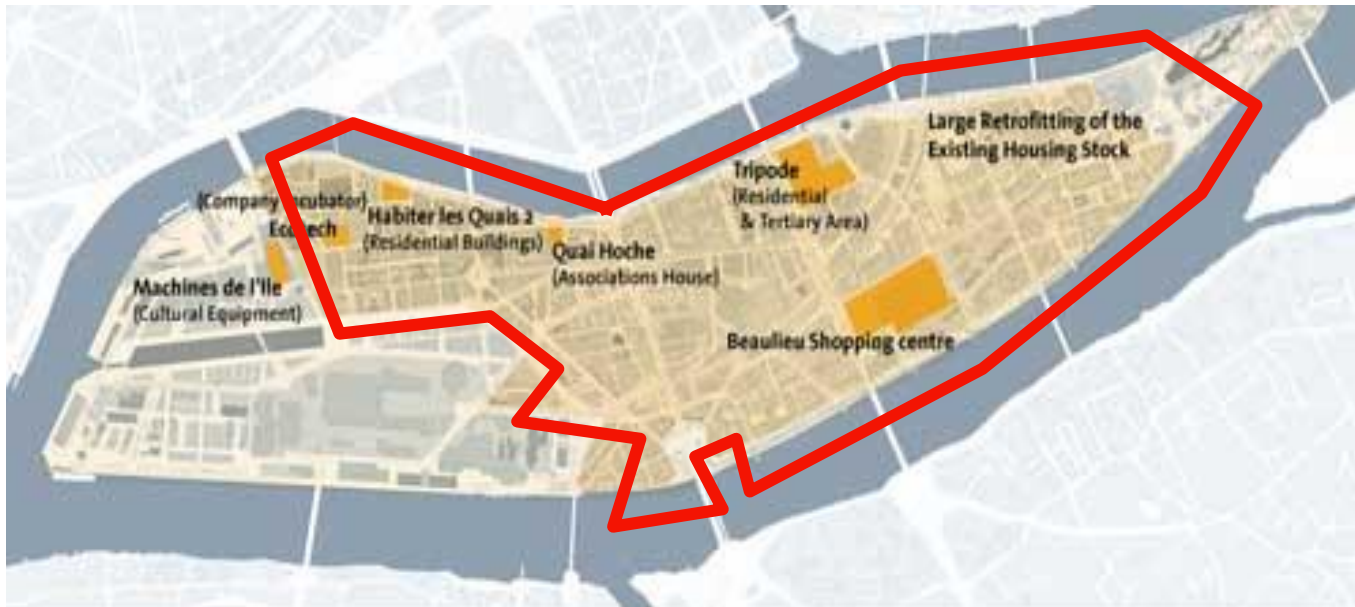 Large Retrofitting of the
Existing Housing Stock
Tripode
(Residential
& Tertiary Area)
(Company Incubator)
Ecotech
Habiter les Quais 2
(Residential Buildings)
Quai Hoche
(Associations House)
Machines de l'Ile
(Cultural Equipment)
Beaulieu Shopping centre